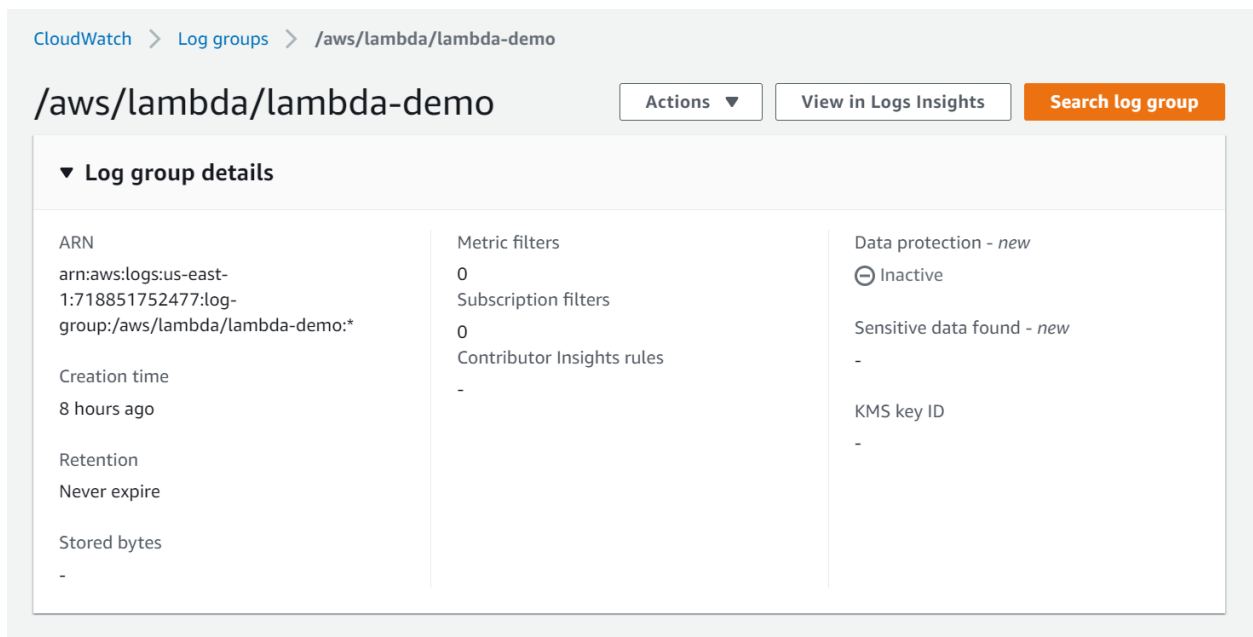 CloudWatch > Log groups > /aws/lambda/lambda-demo
/aws/lambda/lambda-demo
Actions ▼
View in Logs Insights
Search log group
▼ Log group details
ARN
arn:aws:logs:us-east-
1:718851752477:log-
group:/aws/lambda/lambda-demo:*
Creation time
8 hours ago
Retention
Never expire
Stored bytes
-
Metric filters
0
Subscription filters
0
Contributor Insights rules
-
Data protection - new
Inactive
Sensitive data found - new
-
KMS key ID
-